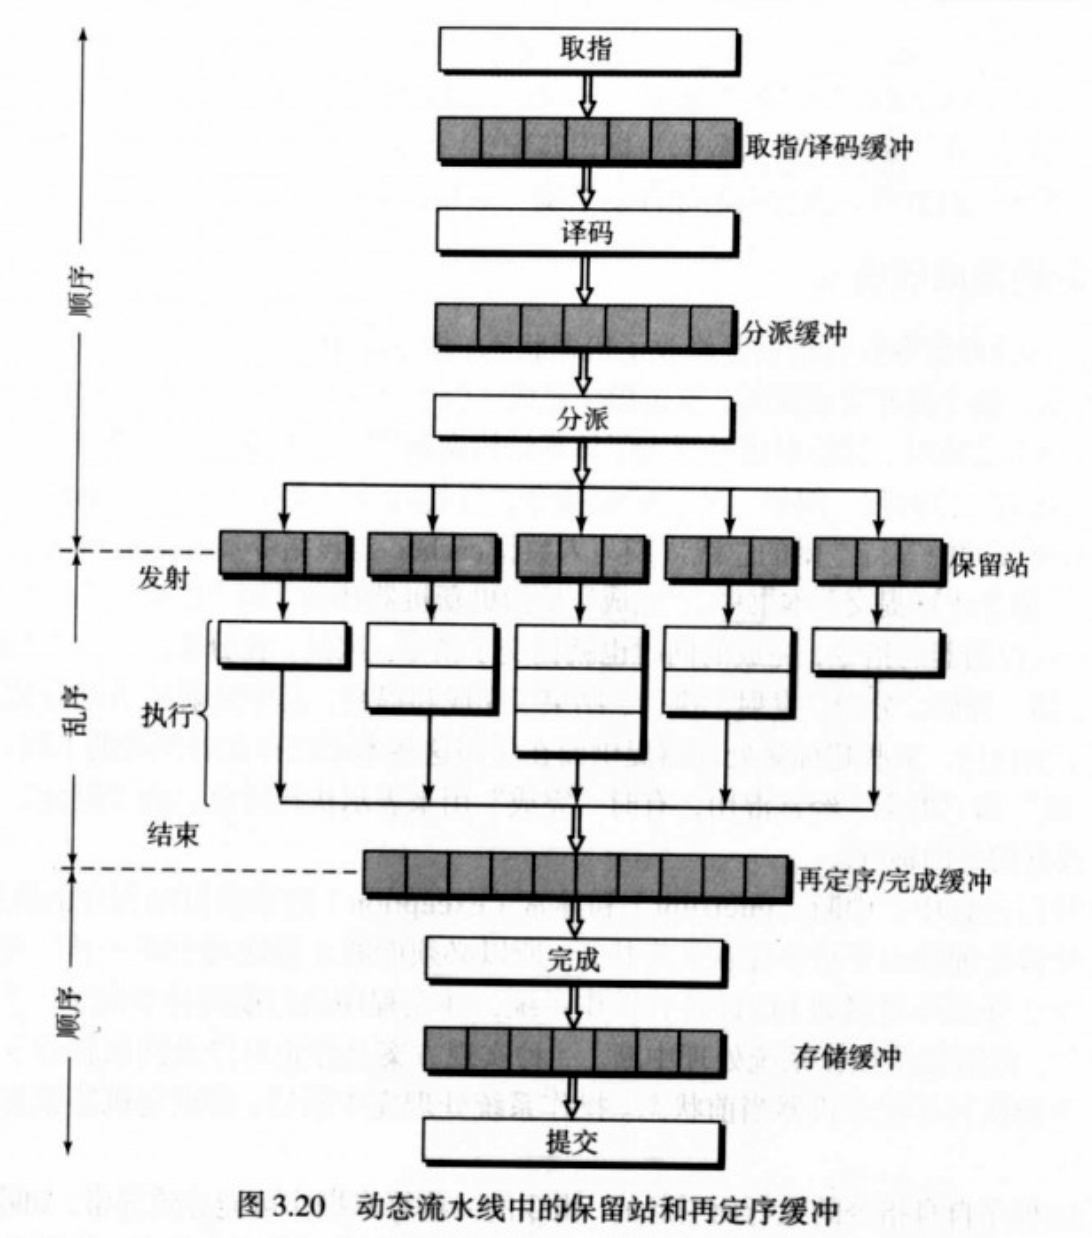 取指
取指/译码缓冲
译码
顺序
分派缓冲
分派
发射
保留站
执行
乱序
结束
再定序/完成缓冲
完成
顺序
存储缓冲
提交
图 3.20 动态流水线中的保留站和再定序缓冲